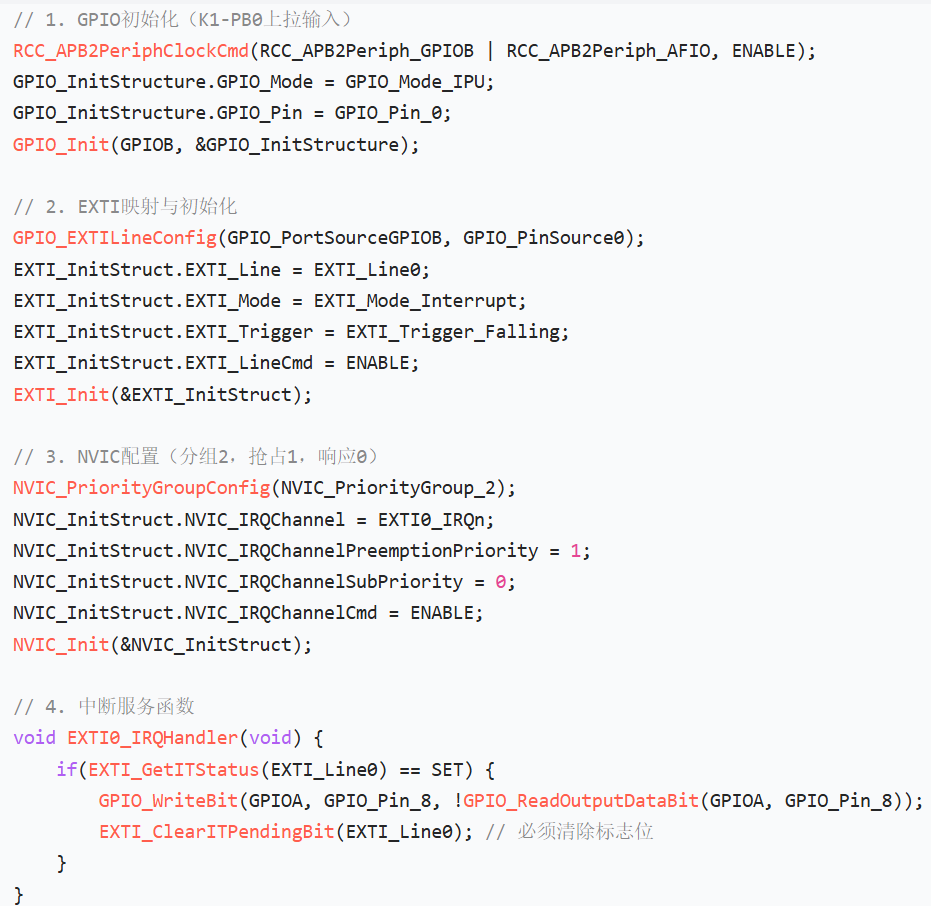 // 1. GPIO初始化（K1-PB0上拉输入）
RCC_APB2PeriphClockCmd(RCC_APB2Periph_GPIOB | RCC_APB2Periph_AFIO, ENABLE);
GPIO_InitStructure.GPIO_Mode = GPIO_Mode_IPU;
GPIO_InitStructure.GPIO_Pin = GPIO_Pin_0;
GPIO_Init(GPIOB, &GPIO_InitStructure);

// 2. EXTI映射与初始化
GPIO_EXTILineConfig(GPIO_PortSourceGPIOB, GPIO_PinSource0);
EXTI_InitStruct.EXTI_Line = EXTI_Line0;
EXTI_InitStruct.EXTI_Mode = EXTI_Mode_Interrupt;
EXTI_InitStruct.EXTI_Trigger = EXTI_Trigger_Falling;
EXTI_InitStruct.EXTI_LineCmd = ENABLE;
EXTI_Init(&EXTI_InitStruct);

// 3. NVIC配置（分组2，抢占1，响应0）
NVIC_PriorityGroupConfig(NVIC_PriorityGroup_2);
NVIC_InitStruct.NVIC_IRQChannel = EXTI0_IRQn;
NVIC_InitStruct.NVIC_IRQChannelPreemptionPriority = 1;
NVIC_InitStruct.NVIC_IRQChannelSubPriority = 0;
NVIC_InitStruct.NVIC_IRQChannelCmd = ENABLE;
NVIC_Init(&NVIC_InitStruct);

// 4. 中断服务函数
void EXTI0_IRQHandler(void) {
    if(EXTI_GetITStatus(EXTI_Line0) == SET) {
        GPIO_WriteBit(GPIOA, GPIO_Pin_8, !GPIO_ReadOutputDataBit(GPIOA, GPIO_Pin_8));
        EXTI_ClearITPendingBit(EXTI_Line0); // 必须清除标志位
    }
}